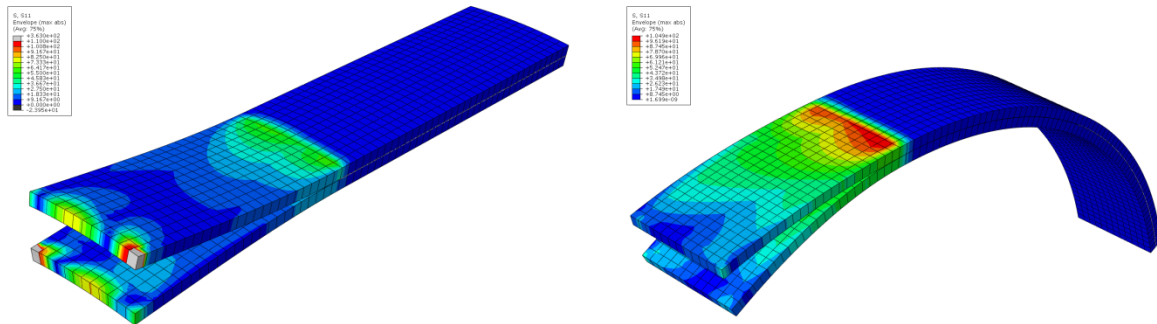 S, S11
Envelope (max abs)
(Avg: 75%)
+3.630e+02
+1.100e+02
+1.008e+02
+9.167e+01
+8.250e+01
+7.333e+01
+6.417e+01
+5.500e+01
+4.583e+01
+3.667e+01
+2.750e+01
+1.833e+01
+9.167e+00
+0.000e+00
-2.395e+01
S, S11
Envelope (max abs)
(Avg: 75%)
+1.049e+02
+9.619e+01
+8.745e+01
+7.870e+01
+6.996e+01
+6.121e+01
+5.247e+01
+4.372e+01
+3.498e+01
+2.623e+01
+1.749e+01
+8.745e+00
+1.699e-09